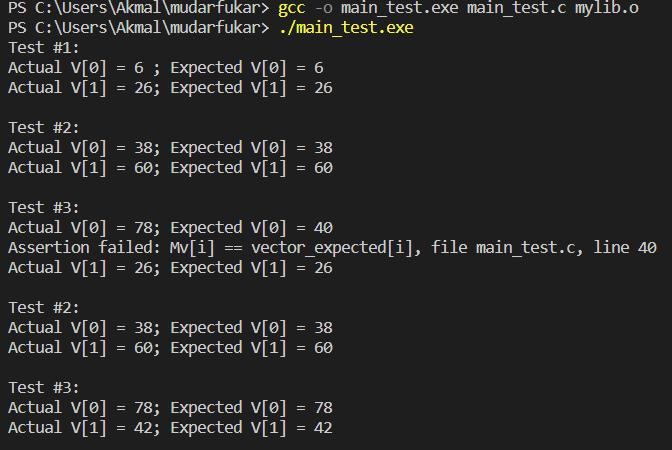 PS C:\Users\Akmal\mudarfukar> gcc -o main_test.exe main_test.c mylib.o
PS C:\Users\Akmal\mudarfukar> ./main_test.exe
Test #1:
Actual V[0] = 6 ; Expected V[0] = 6
Actual V[1] = 26; Expected V[1] = 26
Test #2:
Actual V[0] = 38; Expected V[0] = 38
Actual V[1] = 60; Expected V[1] = 60
Test #3:
Actual V[0] = 78; Expected V[0] = 40
Assertion failed: Mv[i] == vector_expected[i], file main_test.c, line 40
Actual V[1] = 26; Expected V[1] = 26
Test #2:
Actual V[0] = 38; Expected V[0] = 38
Actual V[1] = 60; Expected V[1] = 60
Test #3:
Actual V[0] = 78; Expected V[0] = 78
Actual V[1] = 42; Expected V[1] = 42